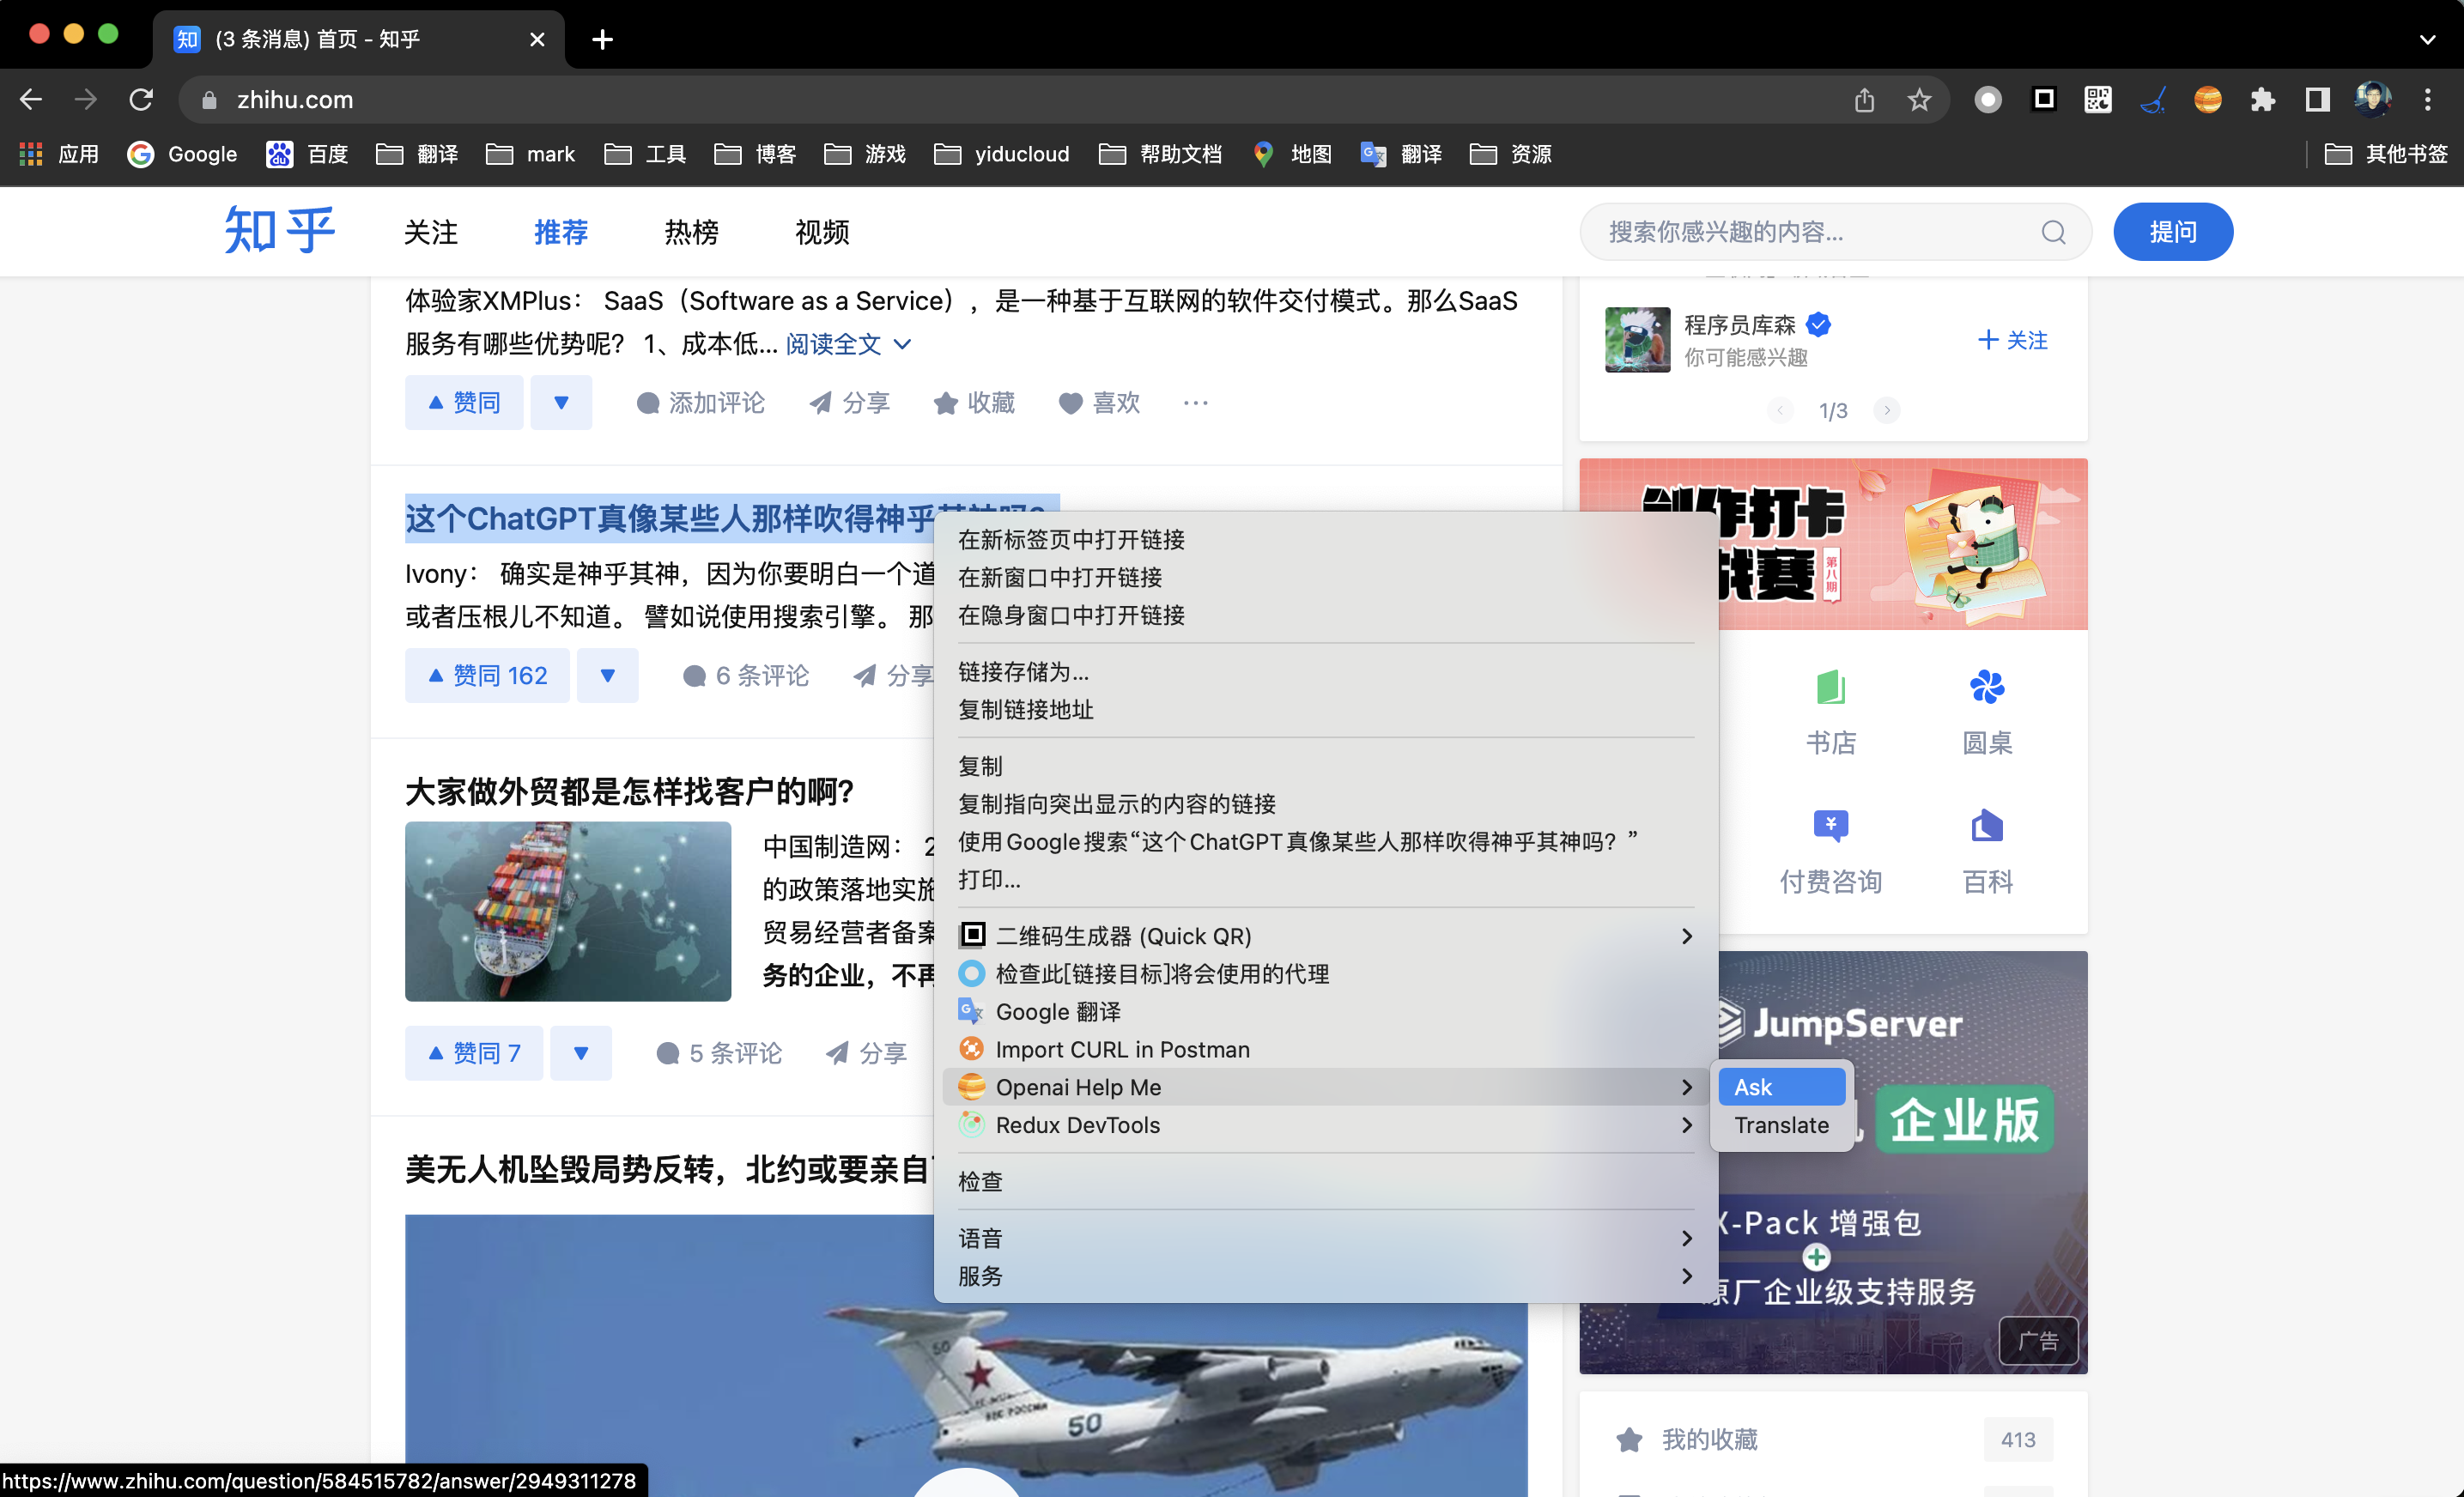 (3 条消息) 首页 - 知乎
zhihu.com
应用
Google
百度
翻译
mark
工具
博客
游戏
yiducloud
帮助文档
地图
翻译
资源
其他书签
知乎
关注
推荐
热榜
视频
搜索你感兴趣的内容...
提问
体验家XMPlus： SaaS（Software as a Service），是一种基于互联网的软件交付模式。那么SaaS
服务有哪些优势呢？ 1、成本低... 阅读全文
赞同
添加评论
分享
收藏
喜欢
这个ChatGPT真像某些人那样吹得神乎其神吗?
Ivony： 确实是神乎其神，因为你要明白一个道
或者压根儿不知道。 譬如说使用搜索引擎。 那
赞同 162
6 条评论
分享
大家做外贸都是怎样找客户的啊?
中国制造网： 2
的政策落地实施
贸易经营者备案
务的企业，不再
赞同 7
5 条评论
分享
美无人机坠毁局势反转，北约或要亲自
50
ВВС РОССИИ
50
在新标签页中打开链接
在新窗口中打开链接
在隐身窗口中打开链接
链接存储为...
复制链接地址
复制
复制指向突出显示的内容的链接
使用Google搜索“这个ChatGPT真像某些人那样吹得神乎其神吗？”
打印...
二维码生成器 (Quick QR)
检查此[链接目标]将会使用的代理
Google 翻译
Import CURL in Postman
Openai Help Me
Redux DevTools
检查
语音
服务
Ask
Translate
程序员库森
你可能感兴趣
关注
1/3
创作打卡
战赛
第八期
书店
圆桌
付费咨询
百科
JumpServer
企业版
X-Pack 增强包
原厂企业级支持服务
广告
我的收藏
413
https://www.zhihu.com/question/584515782/answer/2949311278